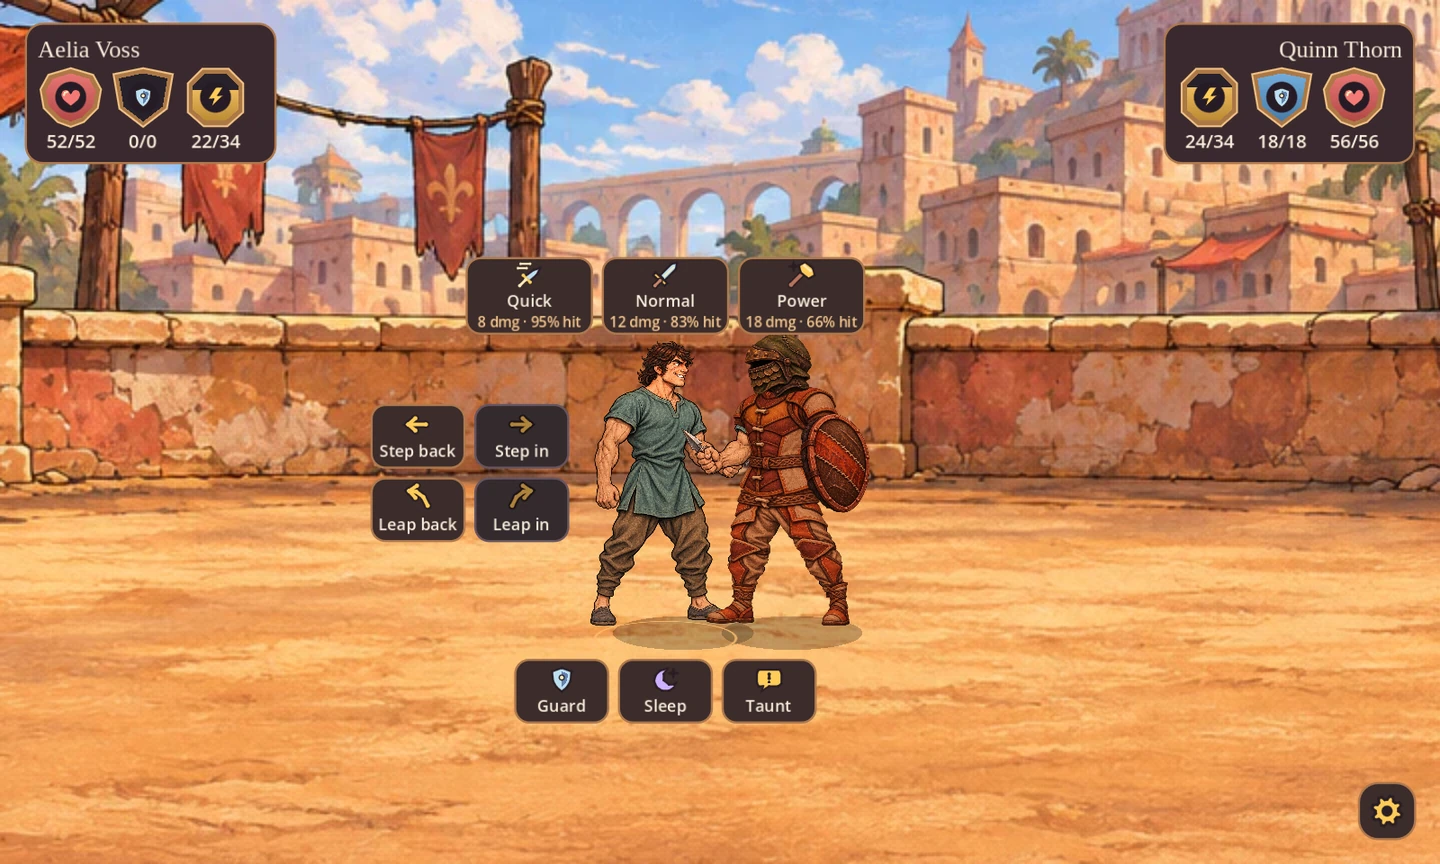 Aelia Voss
52/52 0/0 22/34
Quinn Thorn
24/34 18/18 56/56
Quick
8 dmg · 95% hit
Normal
12 dmg · 83% hit
Power
18 dmg · 66% hit
Step back
Step in
Leap back
Leap in
Guard
Sleep
Taunt